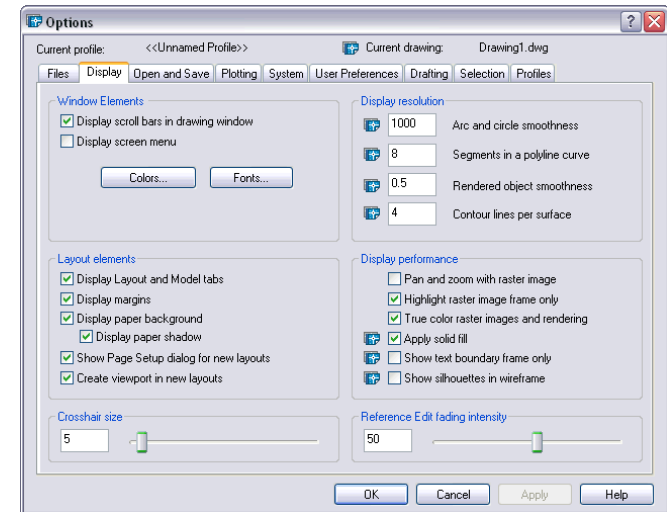 Options
Current profile: <<Unnamed Profile>> Current drawing: Drawing1.dwg
Files Display Open and Save Plotting System User Preferences Drafting Selection Profiles
Window Elements
Display scroll bars in drawing window
Display screen menu
Colors... Fonts...
Display resolution
1000 Arc and circle smoothness
8 Segments in a polyline curve
0.5 Rendered object smoothness
4 Contour lines per surface
Layout elements
Display Layout and Model tabs
Display margins
Display paper background
Display paper shadow
Show Page Setup dialog for new layouts
Create viewport in new layouts
Display performance
Pan and zoom with raster image
Highlight raster image frame only
True color raster images and rendering
Apply solid fill
Show text boundary frame only
Show silhouettes in wireframe
Crosshair size
5
Reference Edit fading intensity
50
OK Cancel Apply Help